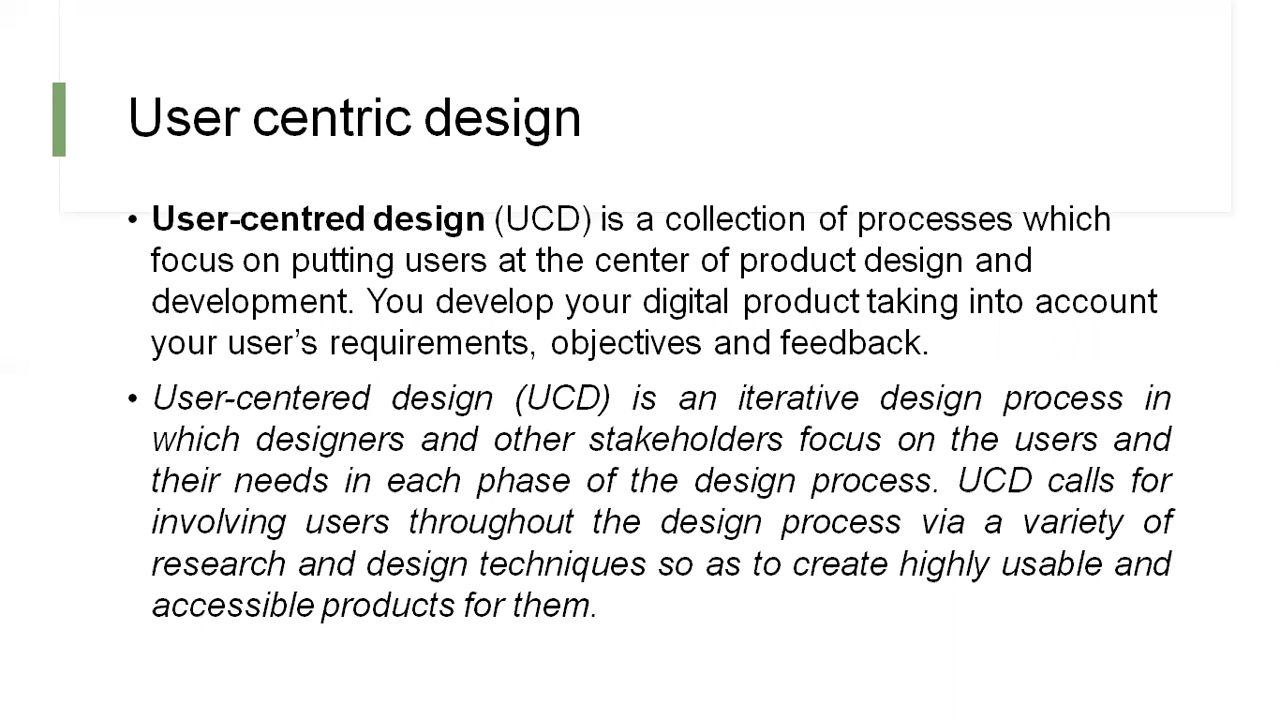 User centric design
• User-centred design (UCD) is a collection of processes which
focus on putting users at the center of product design and
development. You develop your digital product taking into account
your user’s requirements, objectives and feedback.
• User-centered design (UCD) is an iterative design process in
which designers and other stakeholders focus on the users and
their needs in each phase of the design process. UCD calls for
involving users throughout the design process via a variety of
research and design techniques so as to create highly usable and
accessible products for them.